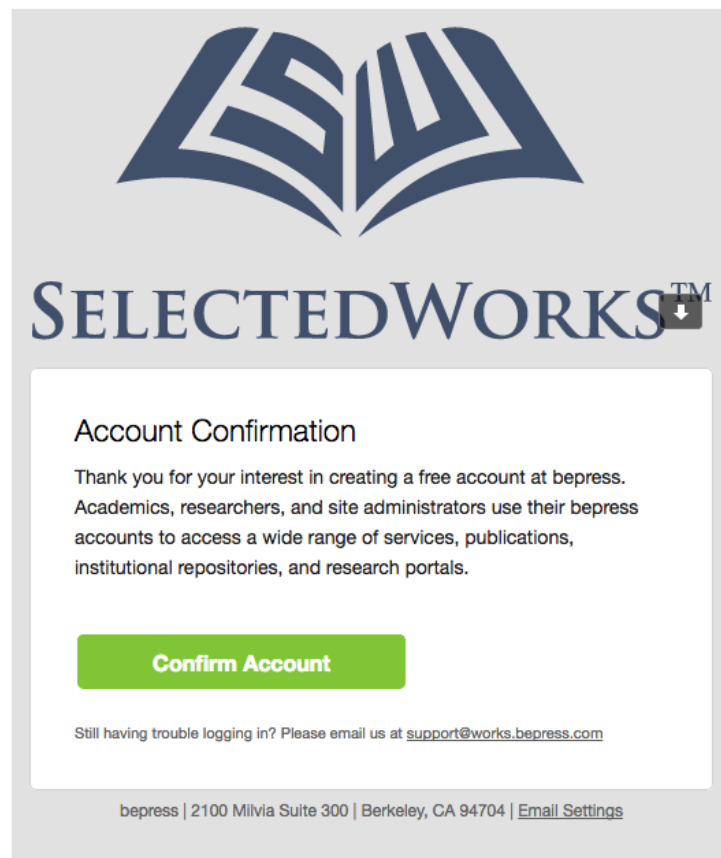 SW
SELECTEDWORKS™
Account Confirmation
Thank you for your interest in creating a free account at bepress.
Academics, researchers, and site administrators use their bepress
accounts to access a wide range of services, publications,
institutional repositories, and research portals.
Confirm Account
Still having trouble logging in? Please email us at support@works.bepress.com
bepress | 2100 Milvia Suite 300 | Berkeley, CA 94704 | Email Settings